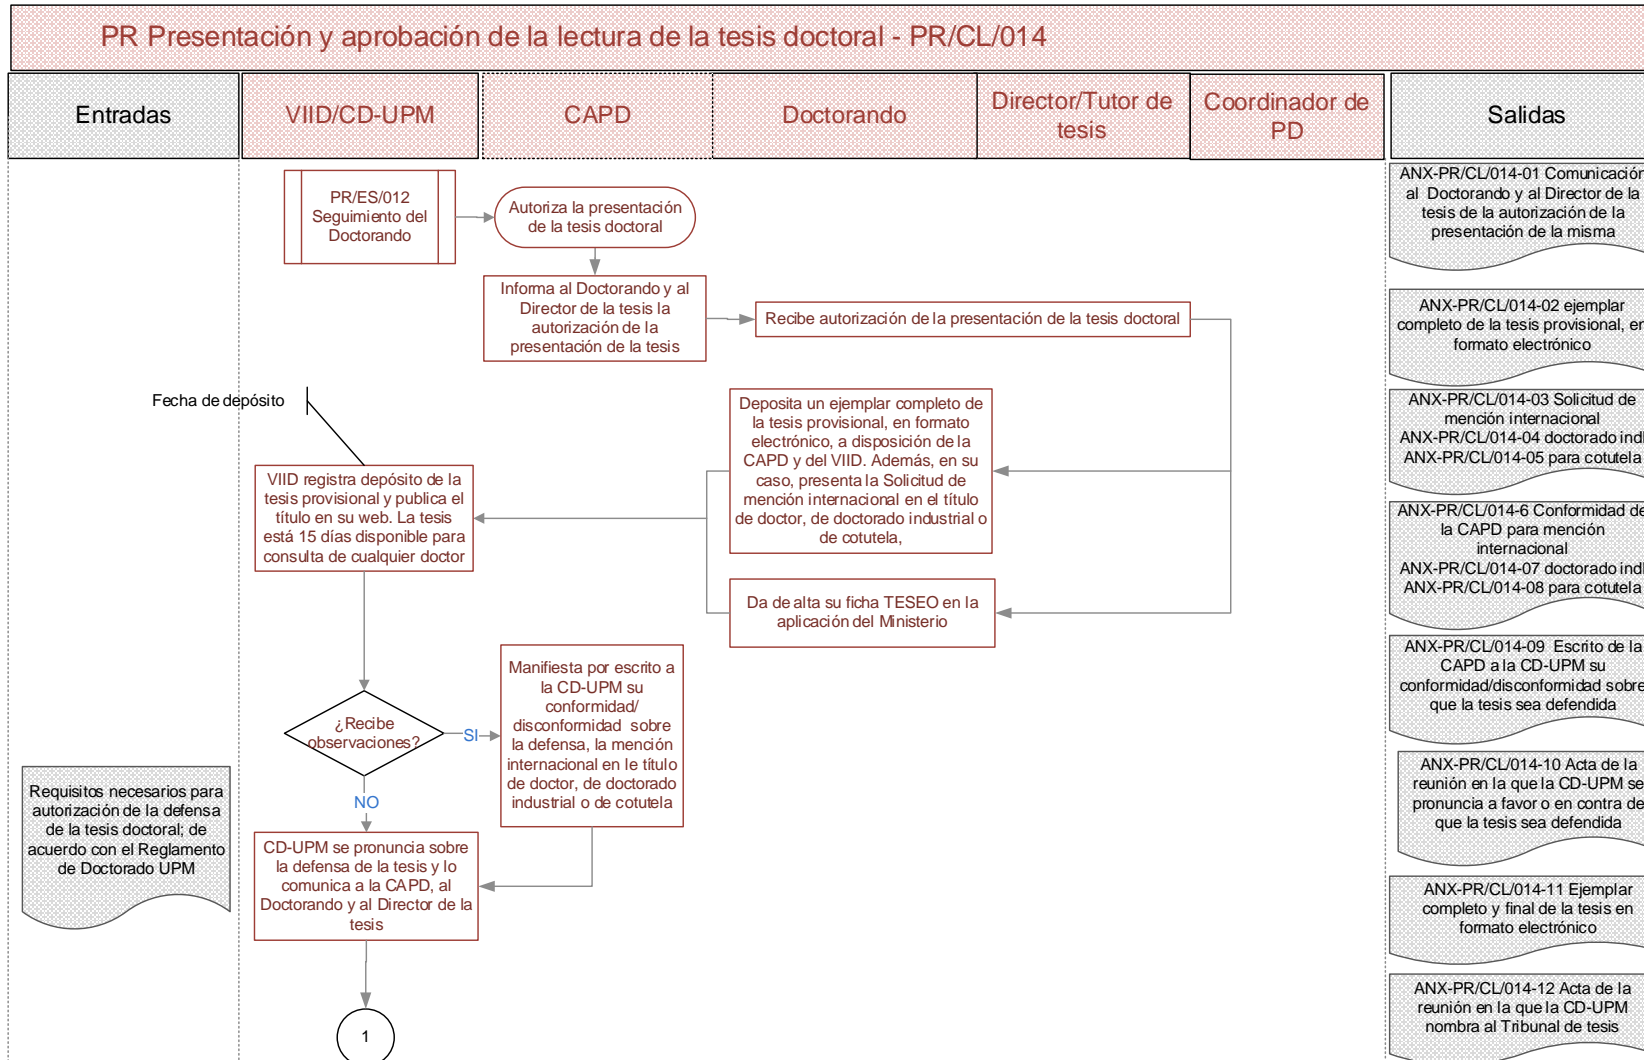 PR Presentación y aprobación de la lectura de la tesis doctoral - PR/CL/014
Entradas
VIID/CD-UPM
CAPD
Doctorando
Director/Tutor de
tesis
Coordinador de
PD
Salidas
PR/ES/012
Seguimiento del
Doctorando
Autoriza la presentación
de la tesis doctoral
Informa al Doctorando y al
Director de la tesis la
autorización de la
presentación de la tesis
Recibe autorización de la presentación de la tesis doctoral
Fecha de depósito
Deposita un ejemplar completo de
la tesis provisional, en formato
electrónico, a disposición de la
CAPD y del VIID. Además, en su
caso, presenta la Solicitud de
mención internacional en el título
de doctor, de doctorado industrial o
de cotutela,
VIID registra depósito de la
tesis provisional y publica el
título en su web. La tesis
está 15 días disponible para
consulta de cualquier doctor
Da de alta su ficha TESEO en la
aplicación del Ministerio
¿Recibe
observaciones?
SI
NO
Manifiesta por escrito a
la CD-UPM su
conformidad/
disconformidad sobre
la defensa, la mención
internacional en le título
de doctor, de doctorado
industrial o de cotutela
Requisitos necesarios para
autorización de la defensa
de la tesis doctoral; de
acuerdo con el Reglamento
de Doctorado UPM
CD-UPM se pronuncia sobre
la defensa de la tesis y lo
comunica a la CAPD, al
Doctorando y al Director de la
tesis
1
ANX-PR/CL/014-01 Comunicación
al Doctorando y al Director de la
tesis de la autorización de la
presentación de la misma
ANX-PR/CL/014-02 ejemplar
completo de la tesis provisional, en
formato electrónico
ANX-PR/CL/014-03 Solicitud de
mención internacional
ANX-PR/CL/014-04 doctorado indl
ANX-PR/CL/014-05 para cotutela
ANX-PR/CL/014-6 Conformidad de
la CAPD para mención
internacional
ANX-PR/CL/014-07 doctorado indl
ANX-PR/CL/014-08 para cotutela
ANX-PR/CL/014-09 Escrito de la
CAPD a la CD-UPM su
conformidad/disconformidad sobre
que la tesis sea defendida
ANX-PR/CL/014-10 Acta de la
reunión en la que la CD-UPM se
pronuncia a favor o en contra de
que la tesis sea defendida
ANX-PR/CL/014-11 Ejemplar
completo y final de la tesis en
formato electrónico
ANX-PR/CL/014-12 Acta de la
reunión en la que la CD-UPM
nombra al Tribunal de tesis